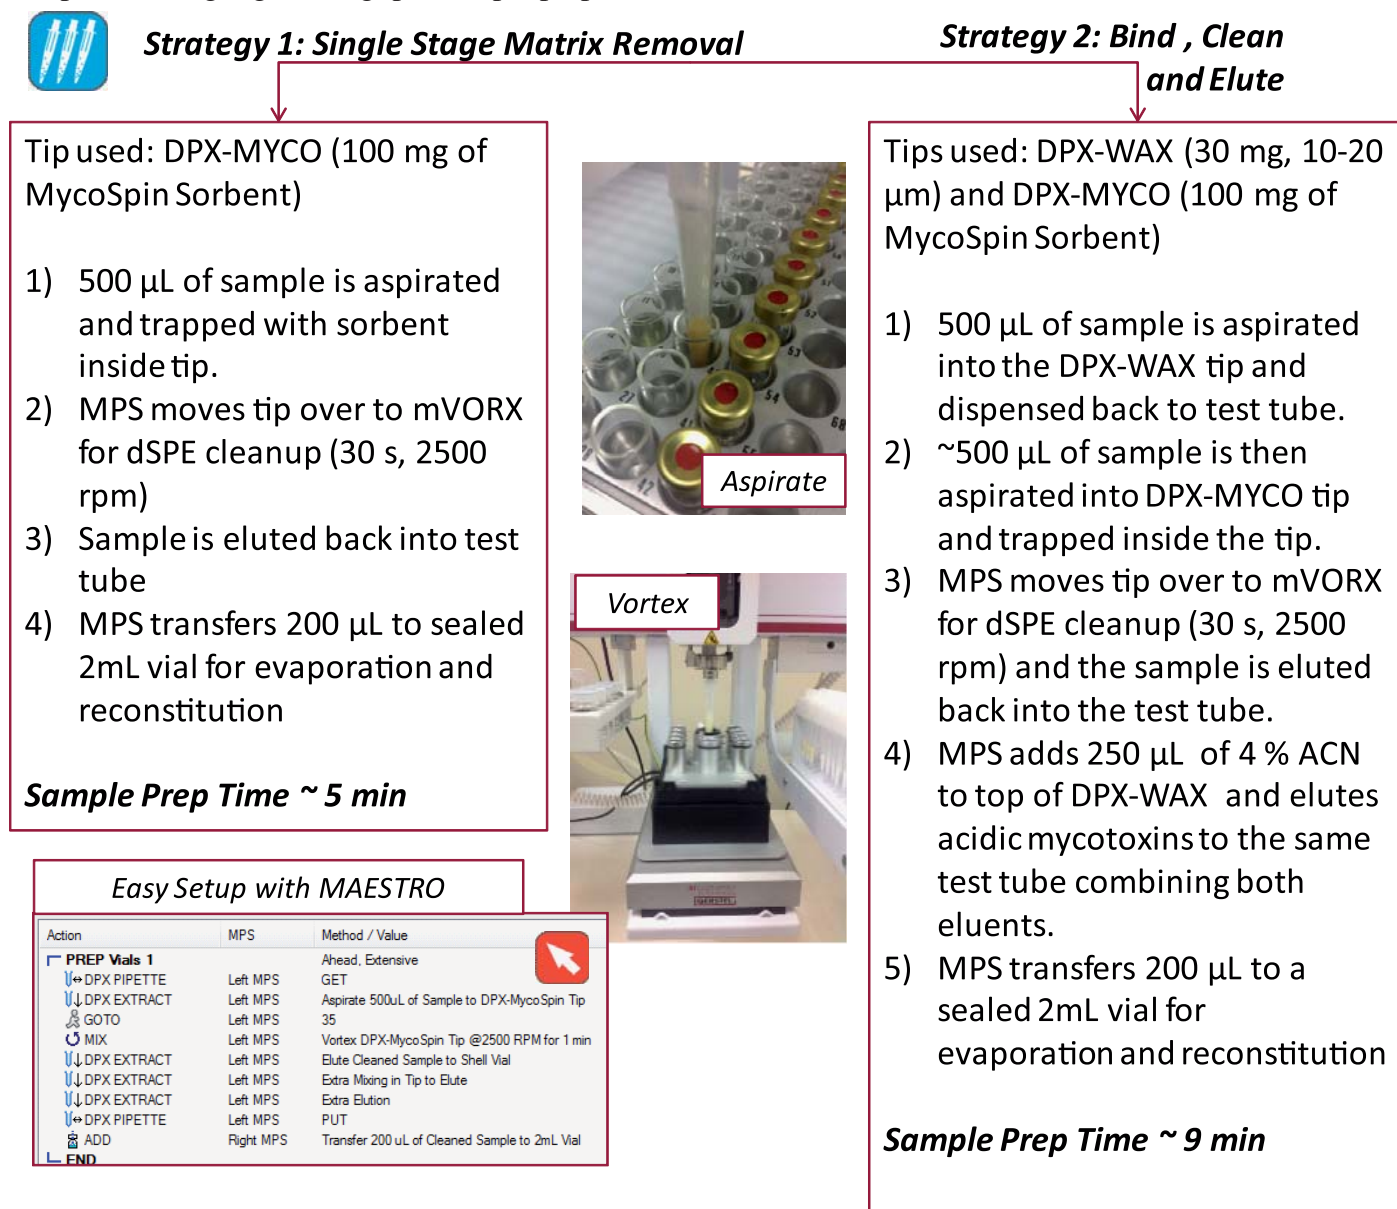 Strategy 1: Single Stage Matrix Removal
Strategy 2: Bind , Clean
and Elute
Tip used: DPX-MYCO (100 mg of
MycoSpin Sorbent)
1) 500 µL of sample is aspirated
and trapped with sorbent
inside tip.
2) MPS moves tip over to mVORX
for dSPE cleanup (30 s, 2500
rpm)
3) Sample is eluted back into test
tube
4) MPS transfers 200 µL to sealed
2mL vial for evaporation and
reconstitution
Sample Prep Time ~ 5 min
Aspirate
Vortex
GERSTEL
Easy Setup with MAESTRO
Action MPS Method / Value
PREP Vials 1 Ahead, Extensive
DPX PIPETTE Left MPS GET
DPX EXTRACT Left MPS Aspirate 500uL of Sample to DPX-MycoSpin Tip
GOTO Left MPS 35
MIX Left MPS Vortex DPX-MycoSpin Tip @2500 RPM for 1 min
DPX EXTRACT Left MPS Elute Cleaned Sample to Shell Vial
DPX EXTRACT Left MPS Extra Mixing in Tip to Elute
DPX EXTRACT Left MPS Extra Elution
DPX PIPETTE Left MPS PUT
ADD Right MPS Transfer 200 uL of Cleaned Sample to 2mL Vial
END
Tips used: DPX-WAX (30 mg, 10-20
µm) and DPX-MYCO (100 mg of
MycoSpin Sorbent)
1) 500 µL of sample is aspirated
into the DPX-WAX tip and
dispensed back to test tube.
2) ~500 µL of sample is then
aspirated into DPX-MYCO tip
and trapped inside the tip.
3) MPS moves tip over to mVORX
for dSPE cleanup (30 s, 2500
rpm) and the sample is eluted
back into the test tube.
4) MPS adds 250 µL of 4 % ACN
to top of DPX-WAX and elutes
acidic mycotoxins to the same
test tube combining both
eluents.
5) MPS transfers 200 µL to a
sealed 2mL vial for
evaporation and reconstitution
Sample Prep Time ~ 9 min